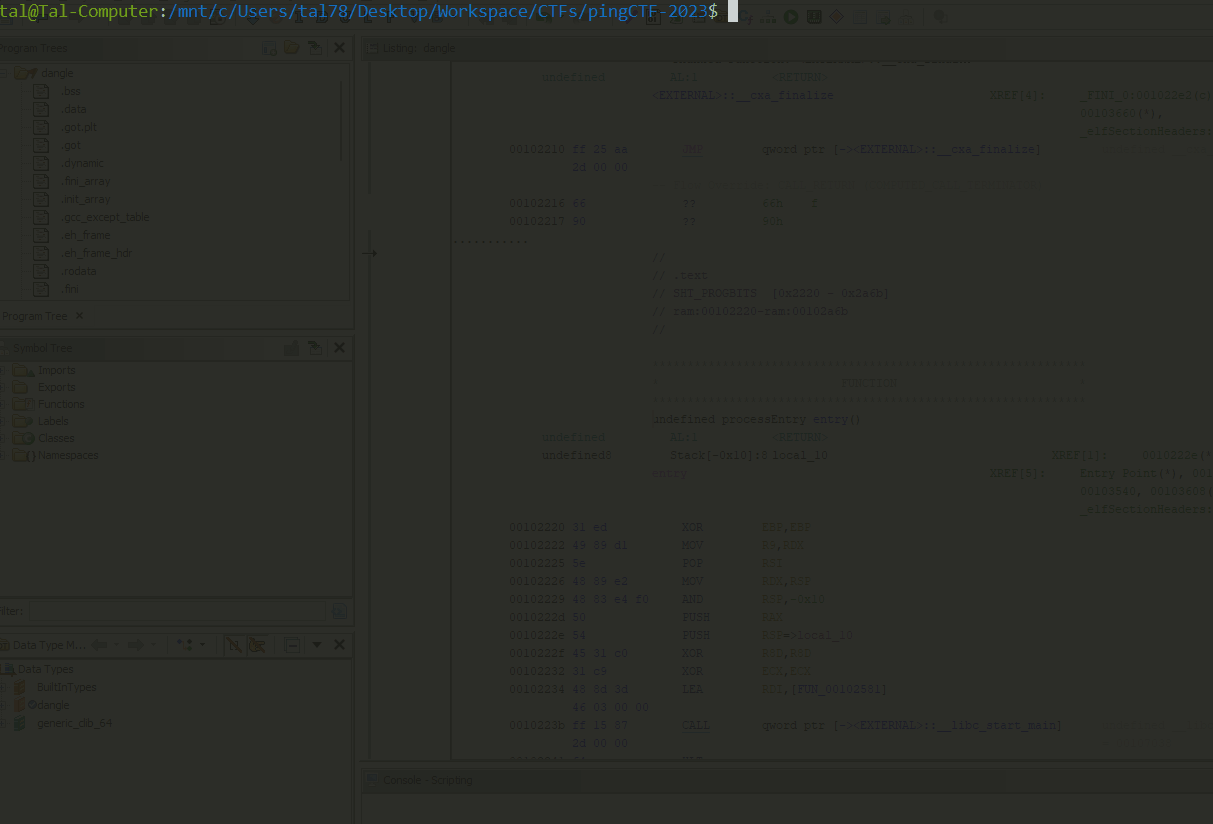 tal@Tal-Computer:/mnt/c/Users/tal78/Desktop/Workspace/CTFs/pingCTF-2023$
Program Trees
Listing: dangle
dangle
.bss
.data
.got.plt
.got
.dynamic
.fini_array
.init_array
.gcc_except_table
.eh_frame
.eh_frame_hdr
.rodata
.fini
Program Tree
Symbol Tree
Imports
Exports
Functions
Labels
Classes
Namespaces
Filter:
Data Type M...
Data Types
BuiltInTypes
dangle
generic_clib_64
undefined AL:1 <RETURN>
<EXTERNAL>::__cxa_finalize XREF[4]:
_elfSectionHeaders:
00102210 ff 25 aa JMP qword ptr [-><EXTERNAL>::__cxa_finalize]
2d 00 00
00102216 66 ?? 66h f
00102217 90 ?? 90h
//
// .text
// SHT_PROGBITS [0x2220 - 0x2a6b]
// ram:00102220-ram:00102a6b
//
* FUNCTION *
undefined processEntry entry()
undefined AL:1 <RETURN>
undefined8 Stack[-0x10]:8 local_10 XREF[1]: 0010222e(*
entry XREF[5]: Entry Point(*), 001
_elfSectionHeaders:
00102220 31 ed XOR EBP,EBP
00102222 49 89 d1 MOV R9,RDX
00102225 5e POP RSI
00102226 48 89 e2 MOV RDX,RSP
00102229 48 83 e4 f0 AND RSP,-0x10
0010222d 50 PUSH RAX
0010222e 54 PUSH RSP=>local_10
0010222f 45 31 c0 XOR R8D,R8D
00102232 31 c9 XOR ECX,ECX
00102234 48 8d 3d LEA RDI,[FUN_00102581]
46 03 00 00
0010223b ff 15 57 CALL qword ptr [-><EXTERNAL>::__libc_start_main]
2d 00 00
Console - Scripting